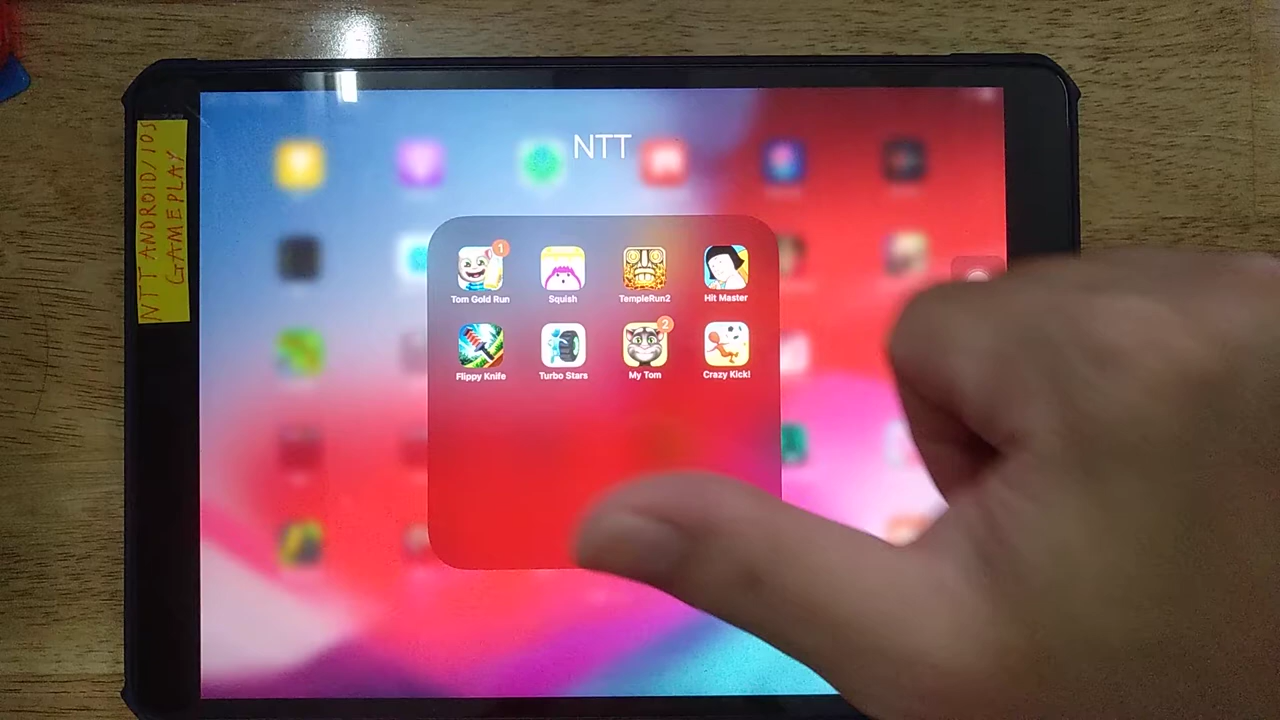 NTT ANDROID/IOS
GAMEPLAY
NTT
1
Tom Gold Run
Squish
TempleRun2
Hit Master
2
Flippy Knife
Turbo Stars
My Tom
Crazy Kick!